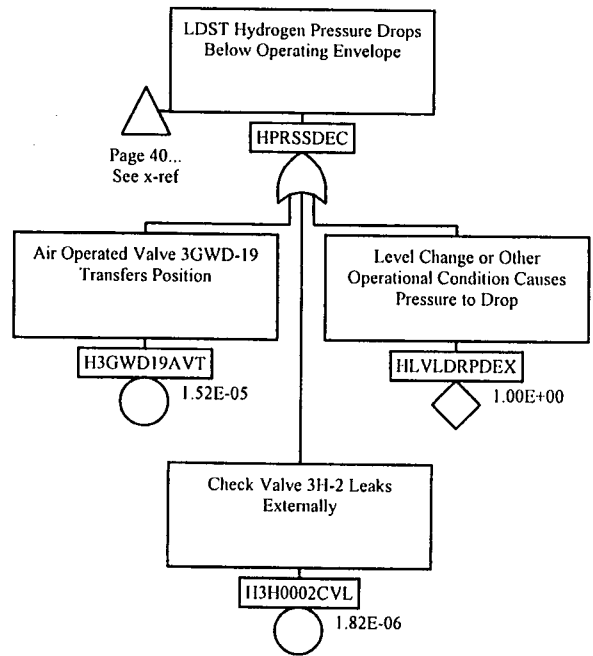 LDST Hydrogen Pressure Drops
Below Operating Envelope
Page 40...
See x-ref
HPRSSDEC
Air Operated Valve 3GWD-19
Transfers Position
Level Change or Other
Operational Condition Causes
Pressure to Drop
H3GWD19AVT
1.52E-05
HLVLDRPDEX
1.00E+00
Check Valve 3H-2 Leaks
Externally
H3H0002CVL
1.82E-06